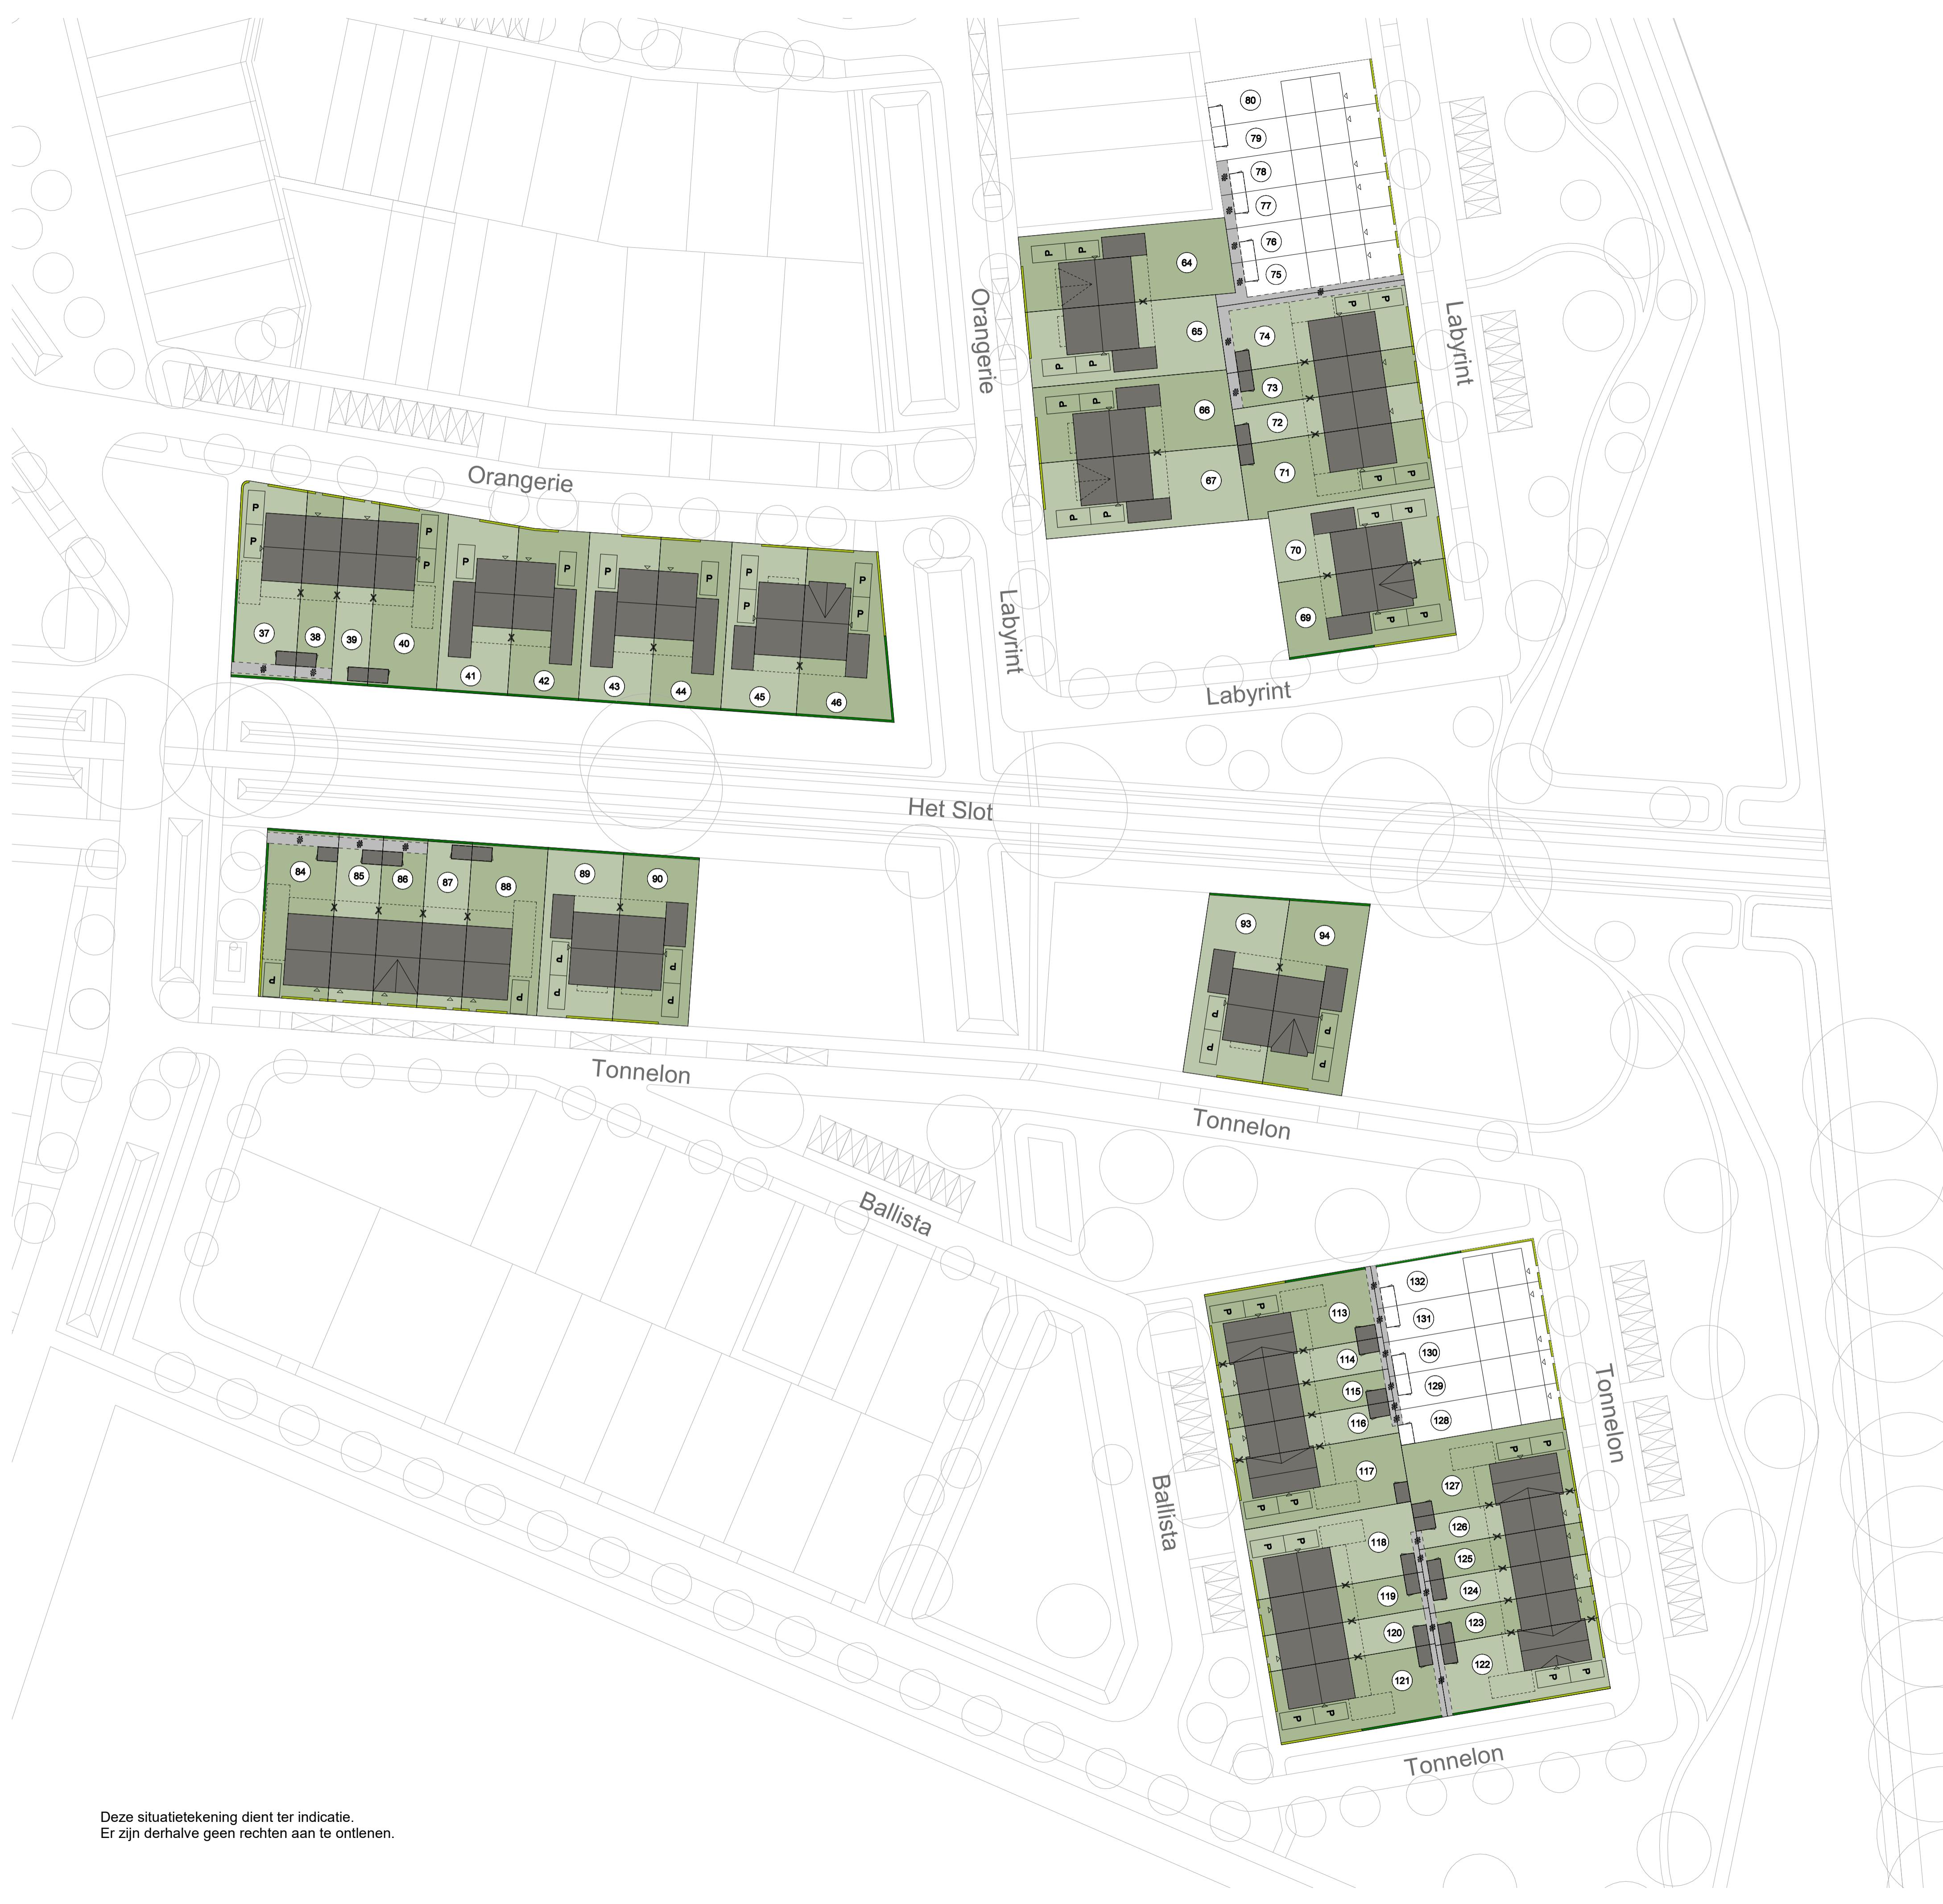 80
79
78
77
76
75
P P
64
Orangerie
65
P P
P P
74
Labyrint
73
P P
66
72
71
P P
67
P P
Orangerie
P P
70
69
P P
Labyrint
Labyrint
P
P
P
P
P
P
P
P
P
P
P
P
37
38
39
40
41
42
43
44
45
46
Het Slot
84
85
86
87
88
89
90
P
P
P
P
P
P
93
94
P
P
P
P
Tonnelon
Tonnelon
Ballista
132
131
130
129
128
P P
113
114
115
116
117
P P
Tonnelon
P P
127
126
125
124
123
122
P P
Ballista
P P
118
119
120
121
P P
Tonnelon
Deze situatietekening dient ter indicatie.
Er zijn derhalve geen rechten aan te ontlenen.